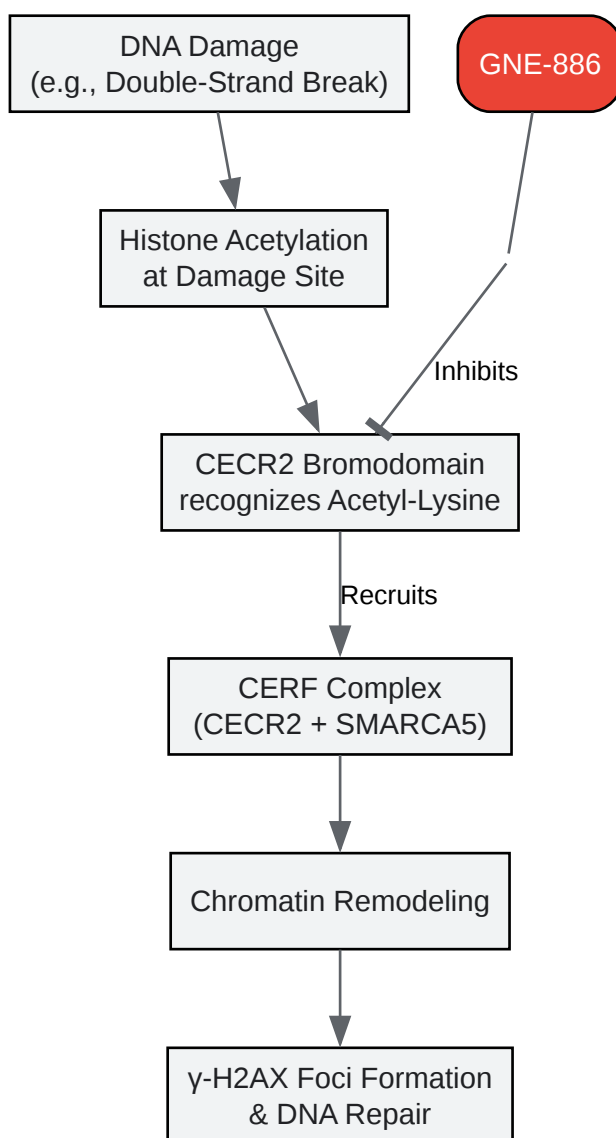 DNA Damage
(e.g., Double-Strand Break)
GNE-886
Histone Acetylation
at Damage Site
Inhibits
CECR2 Bromodomain
recognizes Acetyl-Lysine
Recruits
CERF Complex
(CECR2 + SMARCA5)
Chromatin Remodeling
γ-H2AX Foci Formation
& DNA Repair